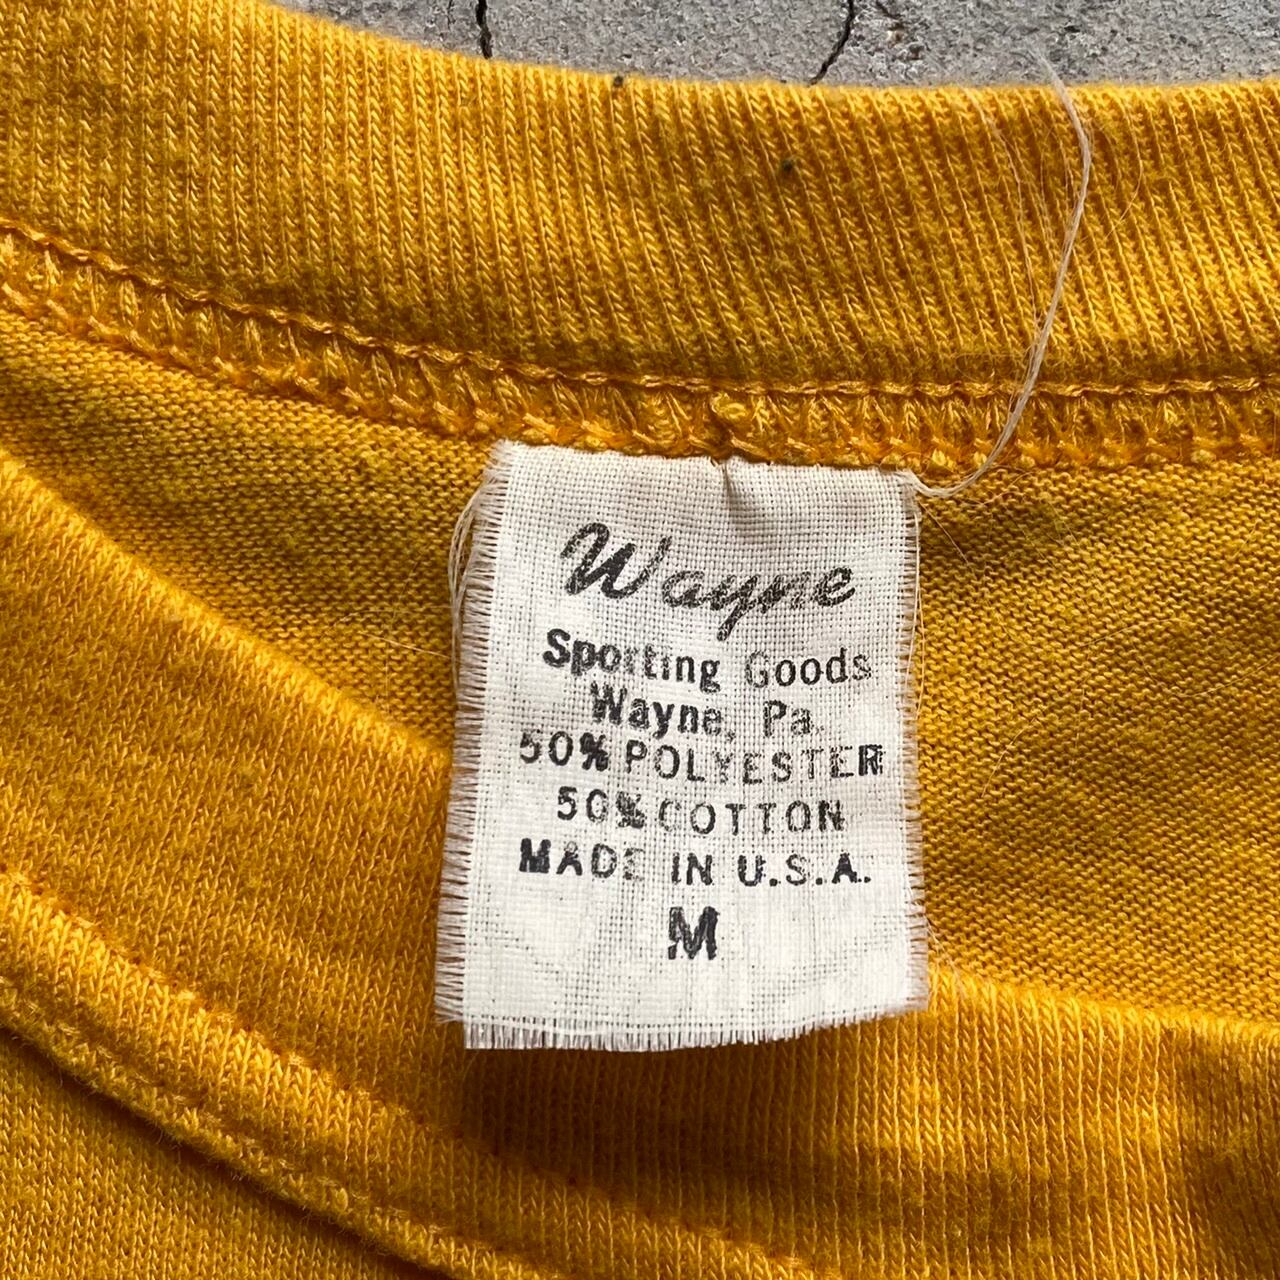 Wayne
Sporting Goods
Wayne, Pa.
50% POLYESTER
50% COTTON
MADE IN U.S.A.
M